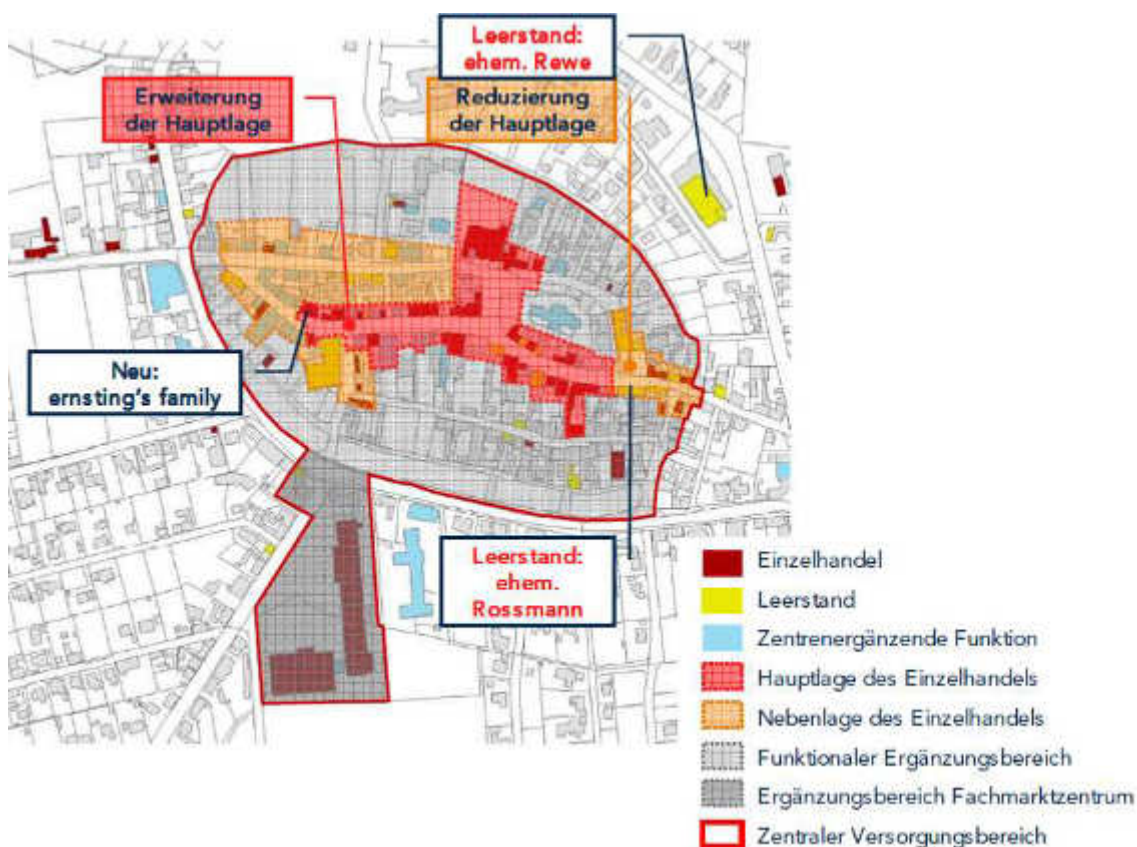 Leerstand:
ehem. Rewe
Erweiterung
der Hauptlage
Reduzierung
der Hauptlage
Neu:
ernsting's family
Leerstand:
ehem.
Rossmann
Einzelhandel
Leerstand
Zentrenergänzende Funktion
Hauptlage des Einzelhandels
Nebenlage des Einzelhandels
Funktionaler Ergänzungsbereich
Ergänzungsbereich Fachmarktzentrum
Zentraler Versorgungsbereich